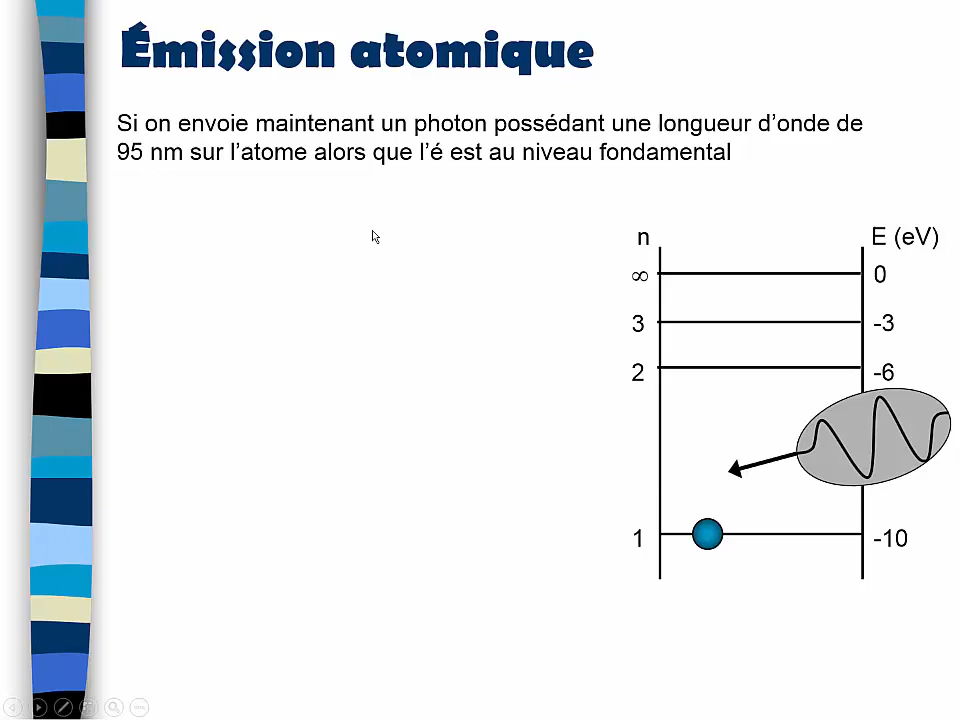 Émission atomique
Si on envoie maintenant un photon possédant une longueur d’onde de
95 nm sur l’atome alors que l’é est au niveau fondamental
n E (eV)
∞ 0
3 -3
2 -6
1 -10